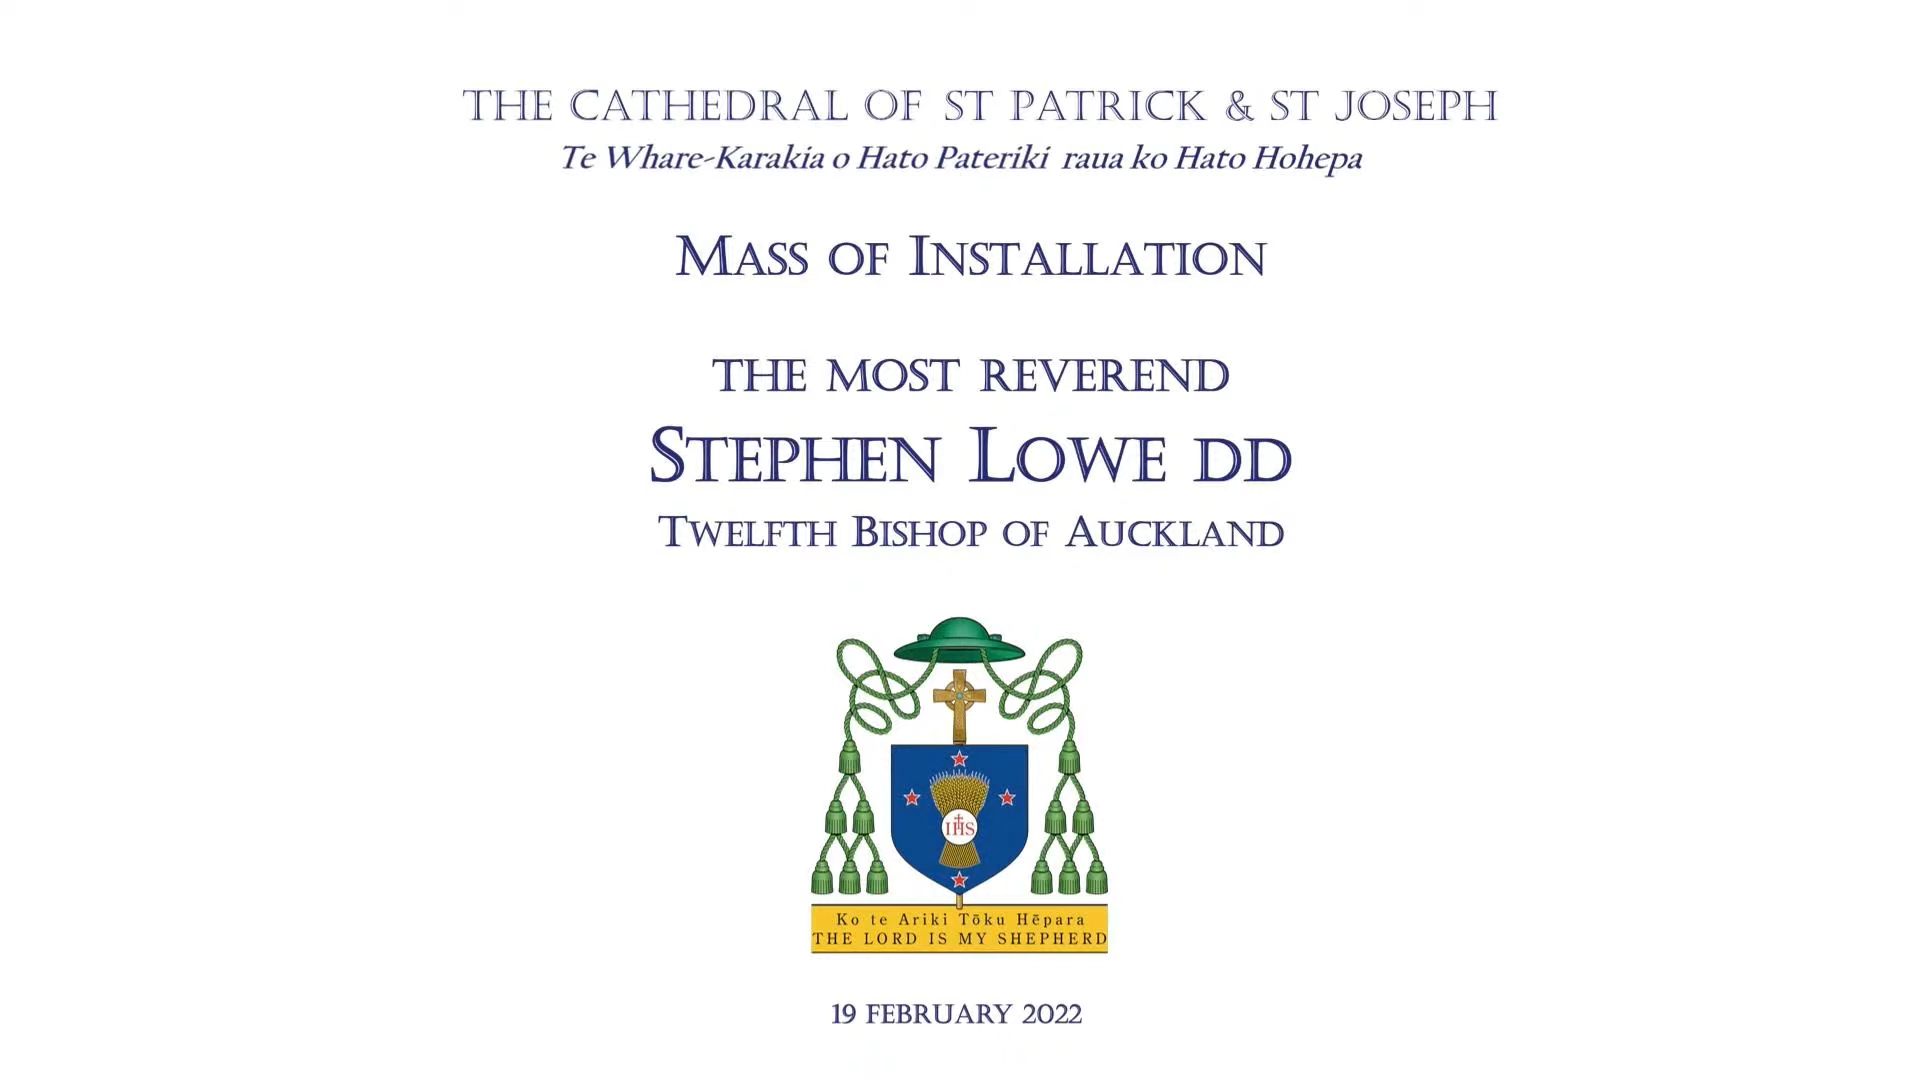 THE CATHEDRAL OF ST PATRICK & ST JOSEPH
Te Whare-Karakia o Hato Pateriki raua ko Hato Hohepa
MASS OF INSTALLATION
THE MOST REVEREND
STEPHEN LOWE DD
TWELFTH BISHOP OF AUCKLAND
IHS
Ko te Ariki Tōku Hēpara
THE LORD IS MY SHEPHERD
19 FEBRUARY 2022